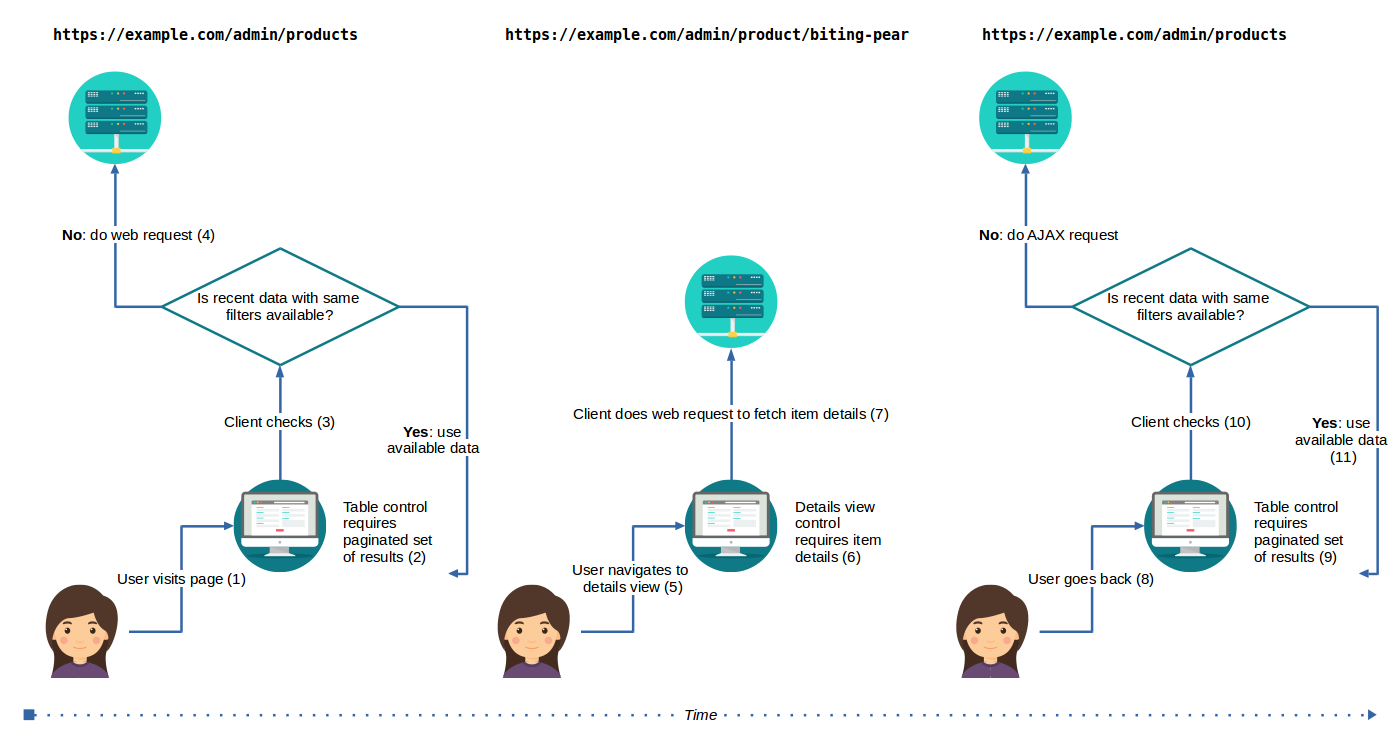 https://example.com/admin/products
No: do web request (4)
Is recent data with same
filters available?
Client checks (3)
Yes: use
available data
Table control
requires
paginated set
of results (2)
User visits page (1)
https://example.com/admin/product/biting-pear
Client does web request to fetch item details (7)
Details view
control
requires item
details (6)
User navigates to
details view (5)
https://example.com/admin/products
No: do AJAX request
Is recent data with same
filters available?
Client checks (10)
Yes: use
available data
(11)
Table control
requires
paginated set
of results (9)
User goes back (8)
Time